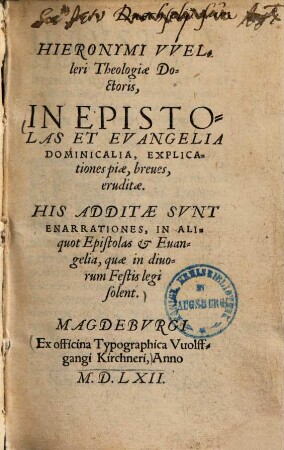 HIERONYMI VVEL-
leri Theologiæ Do-
ctoris,
IN EPISTO-
LAS ET EVANGELIA
DOMINICALIA, EXPLICA-
tiones piæ, breues,
eruditæ.
HIS ADDITÆ SVNT
ENARRATIONES, IN ALI-
quot Epistolas & Euan-
gelia, quæ in diuo-
rum Festis legi
solent.
AUGSBURG
MAGDEBVRGI
Ex officina Typographica Vuolff-
gangi Kirchneri, Anno
M. D. LXII.